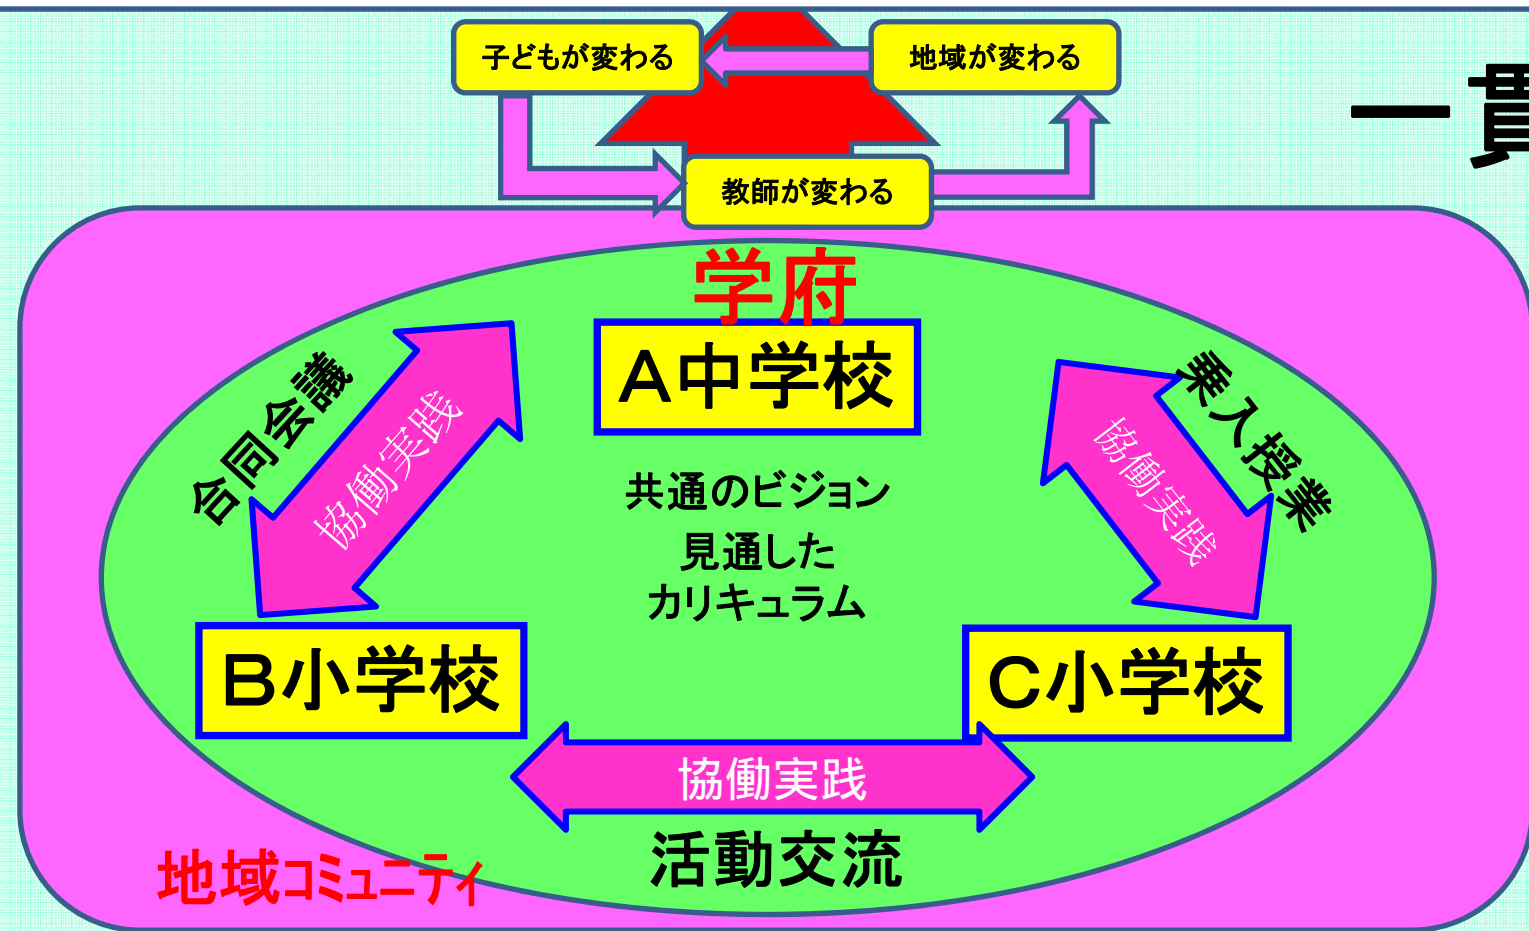 子どもが変わる
地域が変わる
一貫
教師が変わる
学府
A中学校
合同会議
協働実践
乗入授業
協働実践
共通のビジョン
見通した
カリキュラム
B小学校
C小学校
協働実践
活動交流
地域コミュニティ